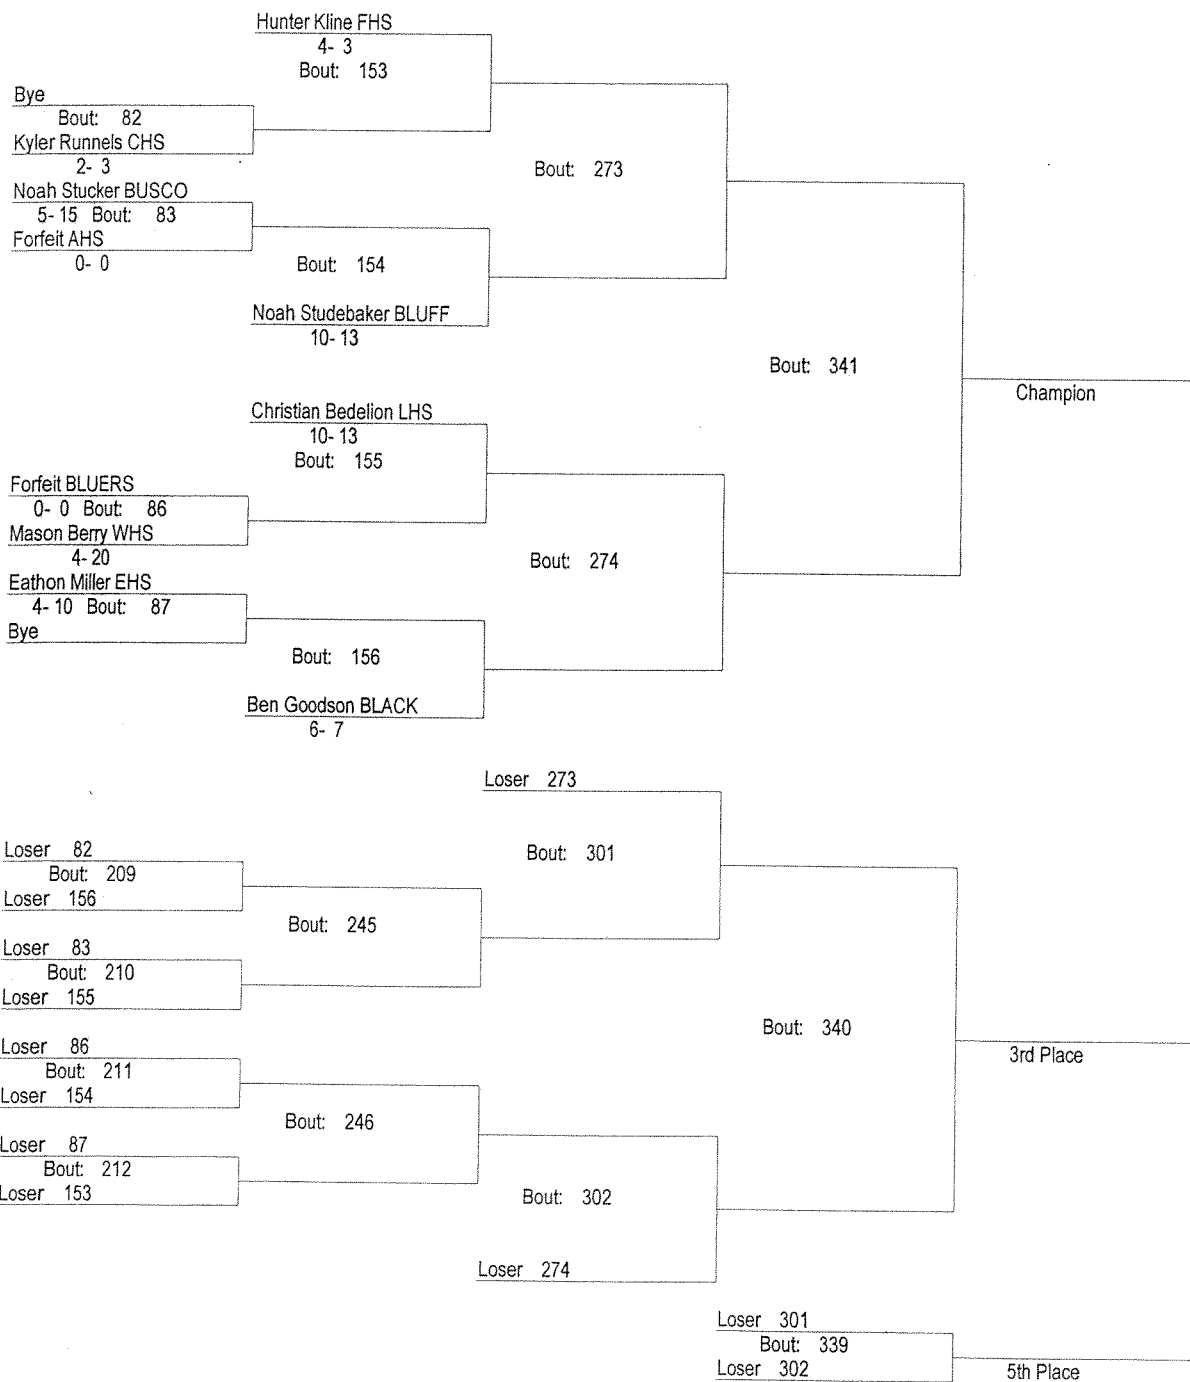 Hunter Kline FHS
4- 3
Bout: 153
Bye
Bout: 82
Kyler Runnels CHS
2- 3
Noah Stucker BUSCO
5- 15 Bout: 83
Forfeit AHS
0- 0
Bout: 273
Bout: 154
Noah Studebaker BLUFF
10- 13
Bout: 341
Champion
Christian Bedelion LHS
10- 13
Bout: 155
Forfeit BLUERS
0- 0 Bout: 86
Mason Berry WHS
4- 20
Eathon Miller EHS
4- 10 Bout: 87
Bye
Bout: 274
Bout: 156
Ben Goodson BLACK
6- 7
Loser 273
Bout: 301
Loser 82
Bout: 209
Loser 156
Bout: 245
Loser 83
Bout: 210
Loser 155
Bout: 340
3rd Place
Loser 86
Bout: 211
Loser 154
Bout: 246
Loser 87
Bout: 212
Loser 153
Bout: 302
Loser 274
Loser 301
Bout: 339
Loser 302
5th Place